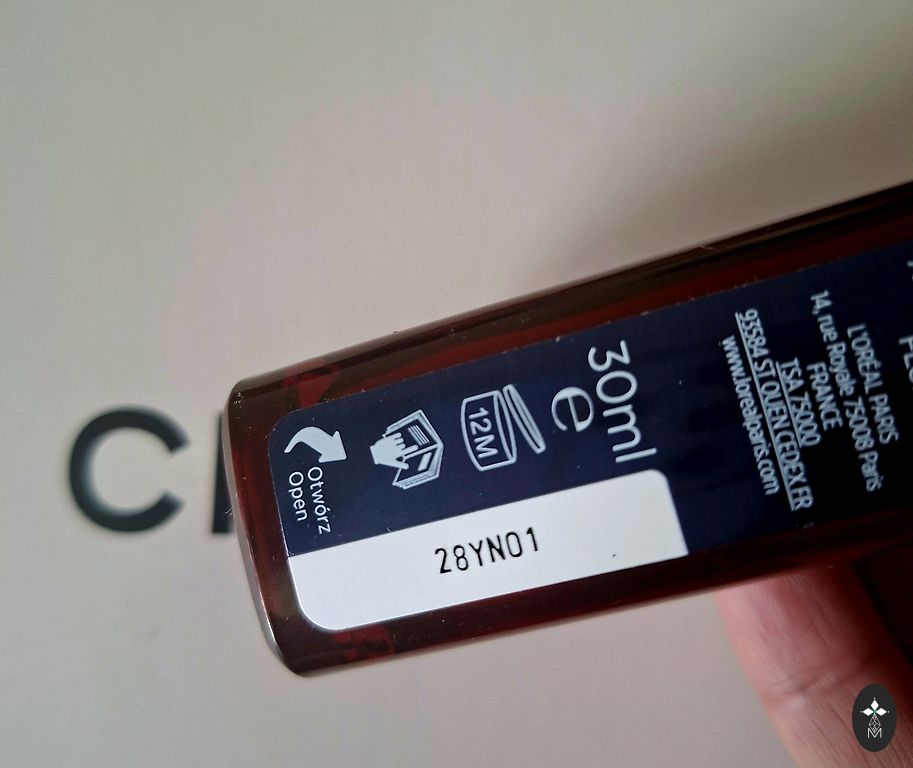 L'ORÉAL PARIS
14, rue Royale 75008 Paris
FRANCE
TSA 75000
93584 ST OUEN CEDEX, FR
www.lorealparis.com
30ml
e
12M
Otwórz
Open
28YN01
C
M